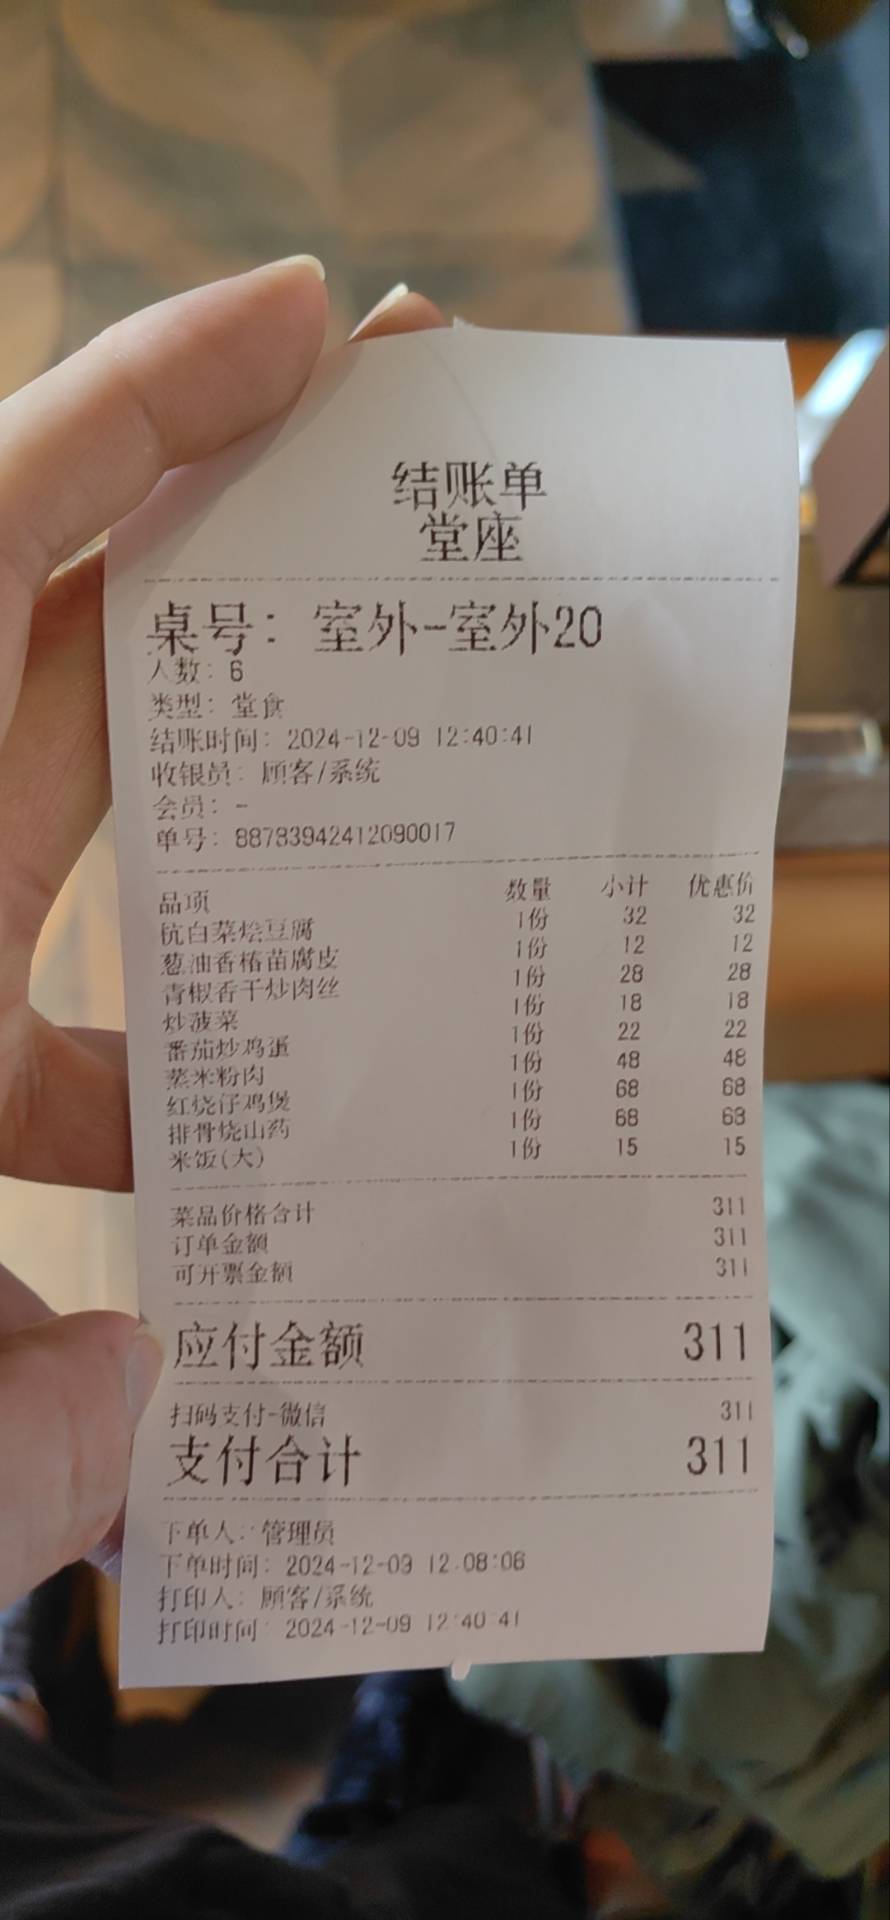 结账单
堂座
桌号：室外-室外20
人数：6
类型：堂食
结账时间：2024-12-09 12:40:41
收银员：顾客/系统
会员：-
单号：88783942412090017
品项 数量 小计 优惠价
杭白菜烩豆腐 1份 32 32
葱油香椿苗腐皮 1份 12 12
青椒香干炒肉丝 1份 28 28
炒菠菜 1份 18 18
番茄炒鸡蛋 1份 22 22
蒸米粉肉 1份 48 48
红烧仔鸡煲 1份 68 68
排骨烧山药 1份 68 68
米饭(大) 1份 15 15
菜品价格合计 311
订单金额 311
可开票金额 311
应付金额 311
扫码支付-微信 311
支付合计 311
下单人：管理员
下单时间：2024-12-09 12:08:06
打印人：顾客/系统
打印时间：2024-12-09 12:40:41